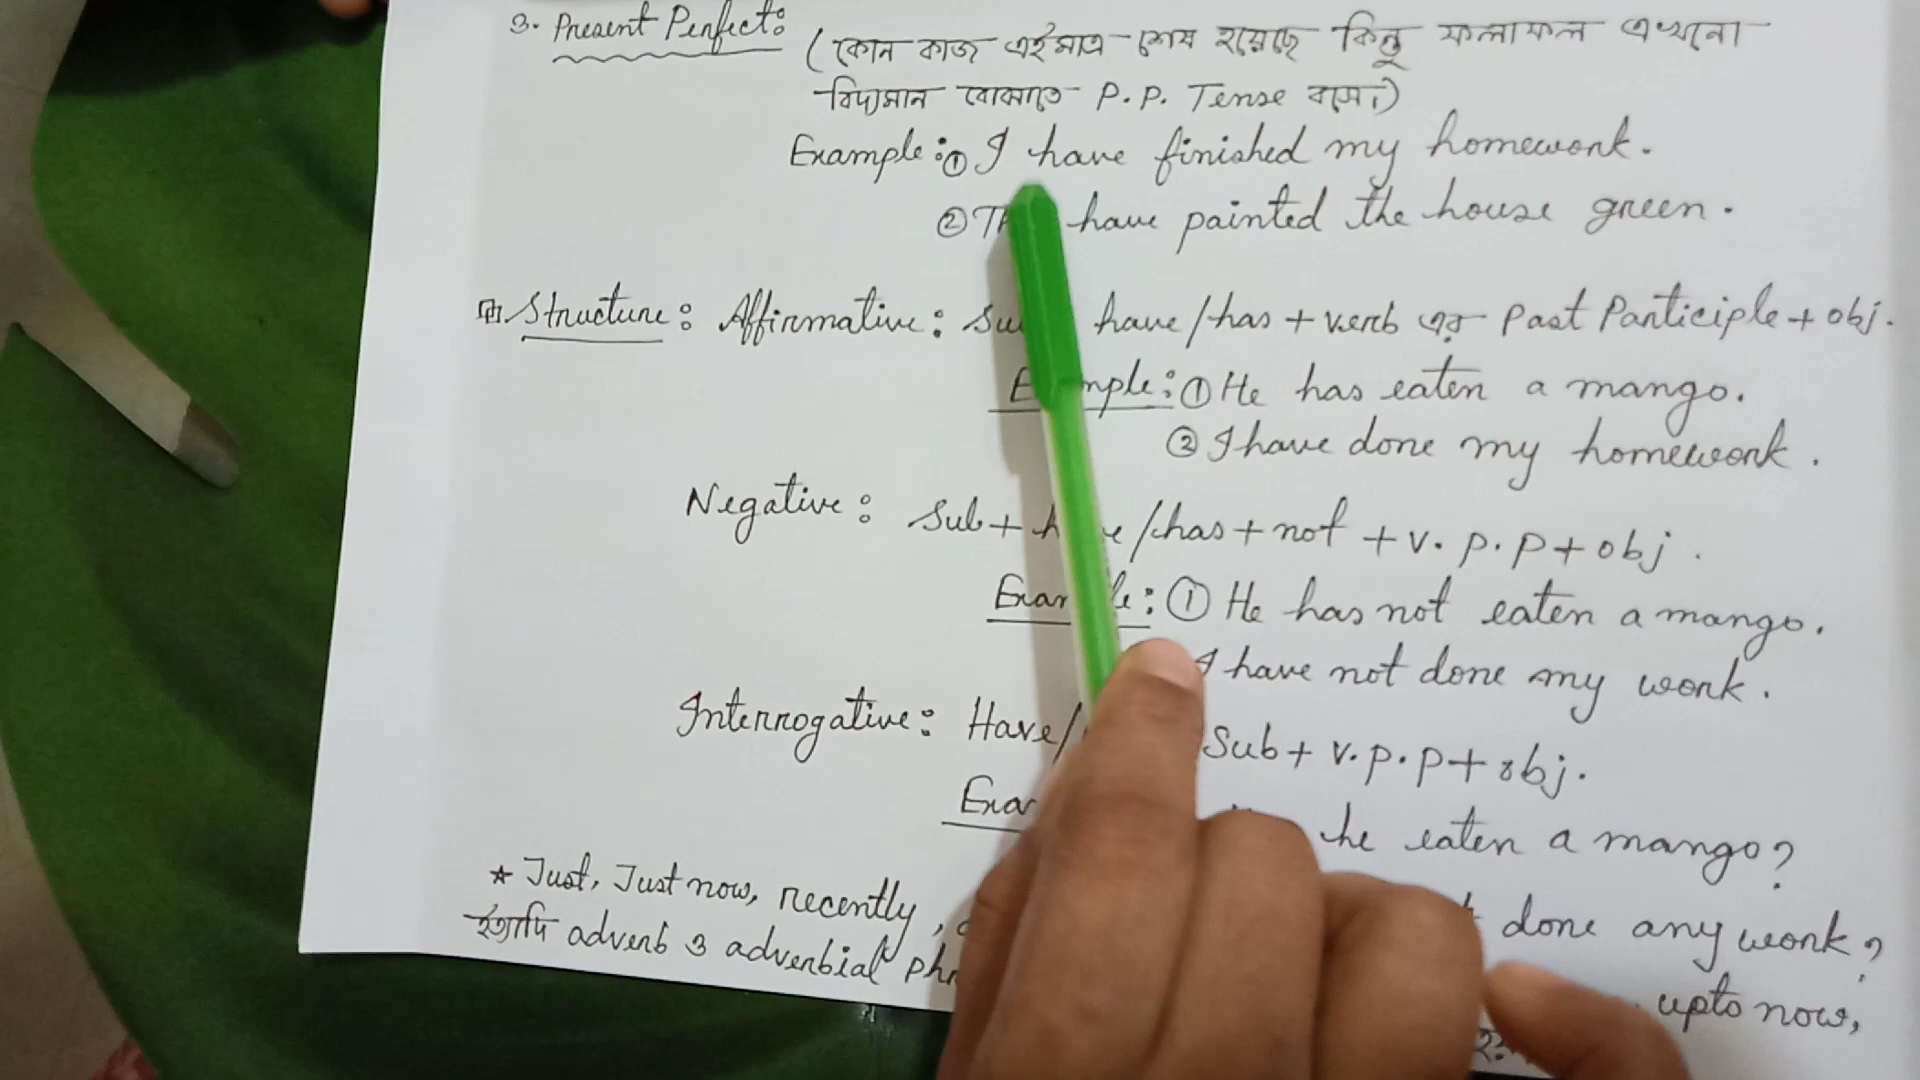 3. Present Perfect: (কোন কাজ এইমাত্র শেষ হয়েছে কিন্তু ফলাফল এখনো
বিদ্যমান বোঝাতে P.P. Tense বসে।)
Example: ① I have finished my homework.
② have painted the house green.
Structure: Affirmative: have/has + verb এর Past Participle + obj.
① He has eaten a mango.
② I have done my homework.
Negative: Sub + /has + not + v.p.p + obj.
① He has not eaten a mango.
I have not done my work.
Interrogative: Have/ Sub + v.p.p + obj.
he eaten a mango?
done any work?
* Just, Just now, recently, upto now,
ইত্যাদি adverb ও adverbial